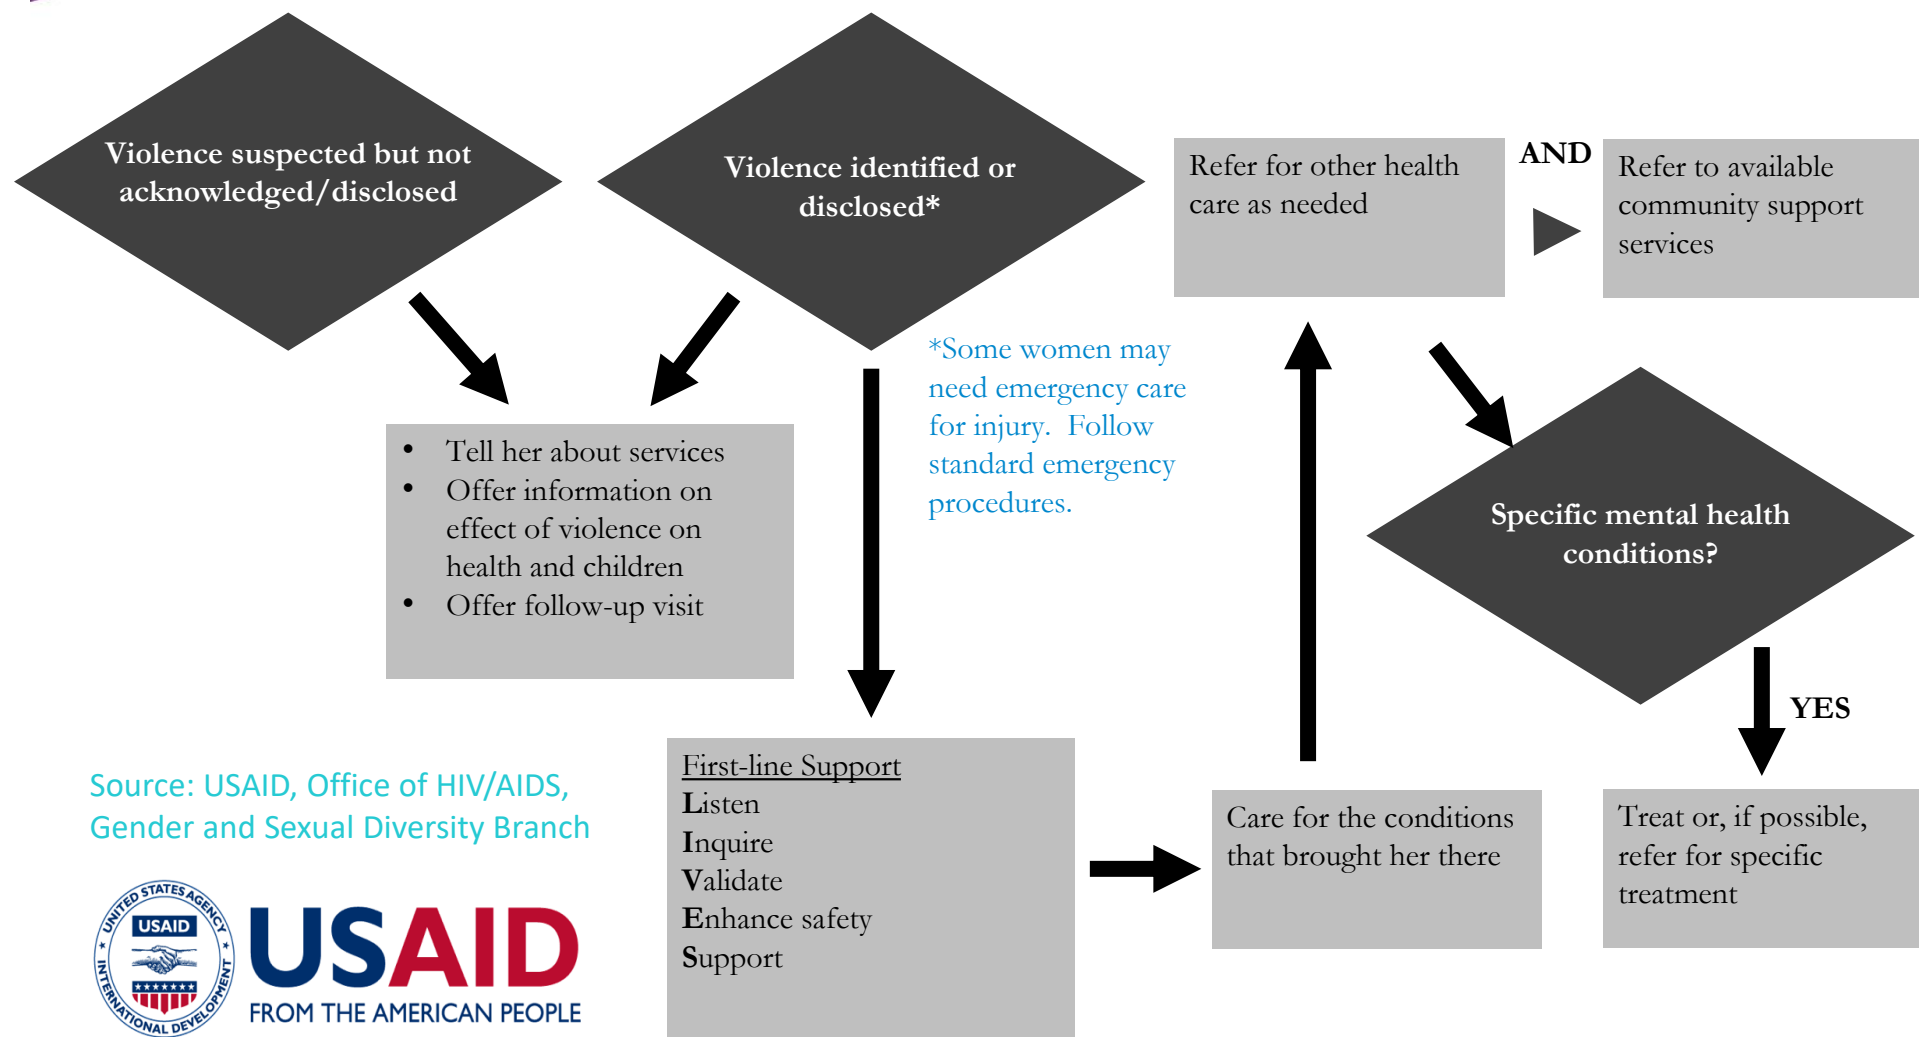 Violence suspected but not
acknowledged/disclosed
Violence identified or
disclosed*
Refer for other health
care as needed
AND
Refer to available
community support
services
*Some women may
need emergency care
for injury.  Follow
standard emergency
procedures.
• Tell her about services
• Offer information on
effect of violence on
health and children
• Offer follow-up visit
Specific mental health
conditions?
YES
First-line Support
Listen
Inquire
Validate
Enhance safety
Support
Care for the conditions
that brought her there
Treat or, if possible,
refer for specific
treatment
Source: USAID, Office of HIV/AIDS,
Gender and Sexual Diversity Branch
UNITED STATES AGENCY
USAID
INTERNATIONAL DEVELOPMENT
USAID
FROM THE AMERICAN PEOPLE